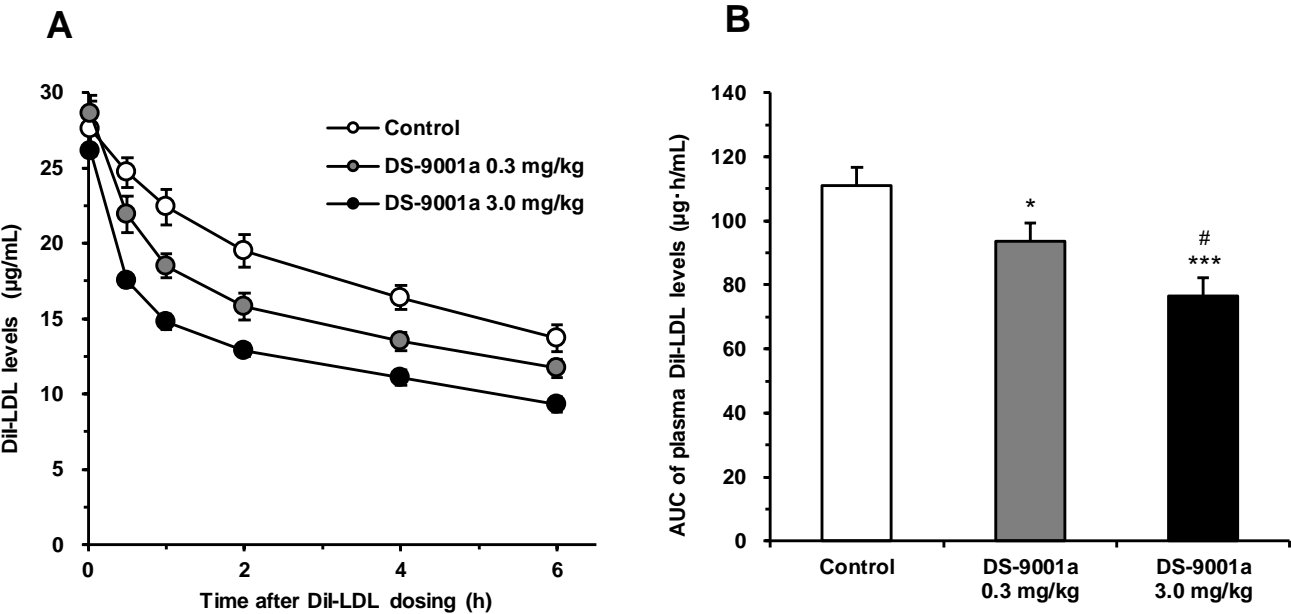 A
30
25
20
15
10
5
0
DiI-LDL levels (μg/mL)
Control
DS-9001a 0.3 mg/kg
DS-9001a 3.0 mg/kg
0
2
4
6
Time after DiI-LDL dosing (h)
B
140
120
100
80
60
40
20
0
AUC of plasma DiI-LDL levels (μg·h/mL)
*
#
***
Control
DS-9001a
0.3 mg/kg
DS-9001a
3.0 mg/kg